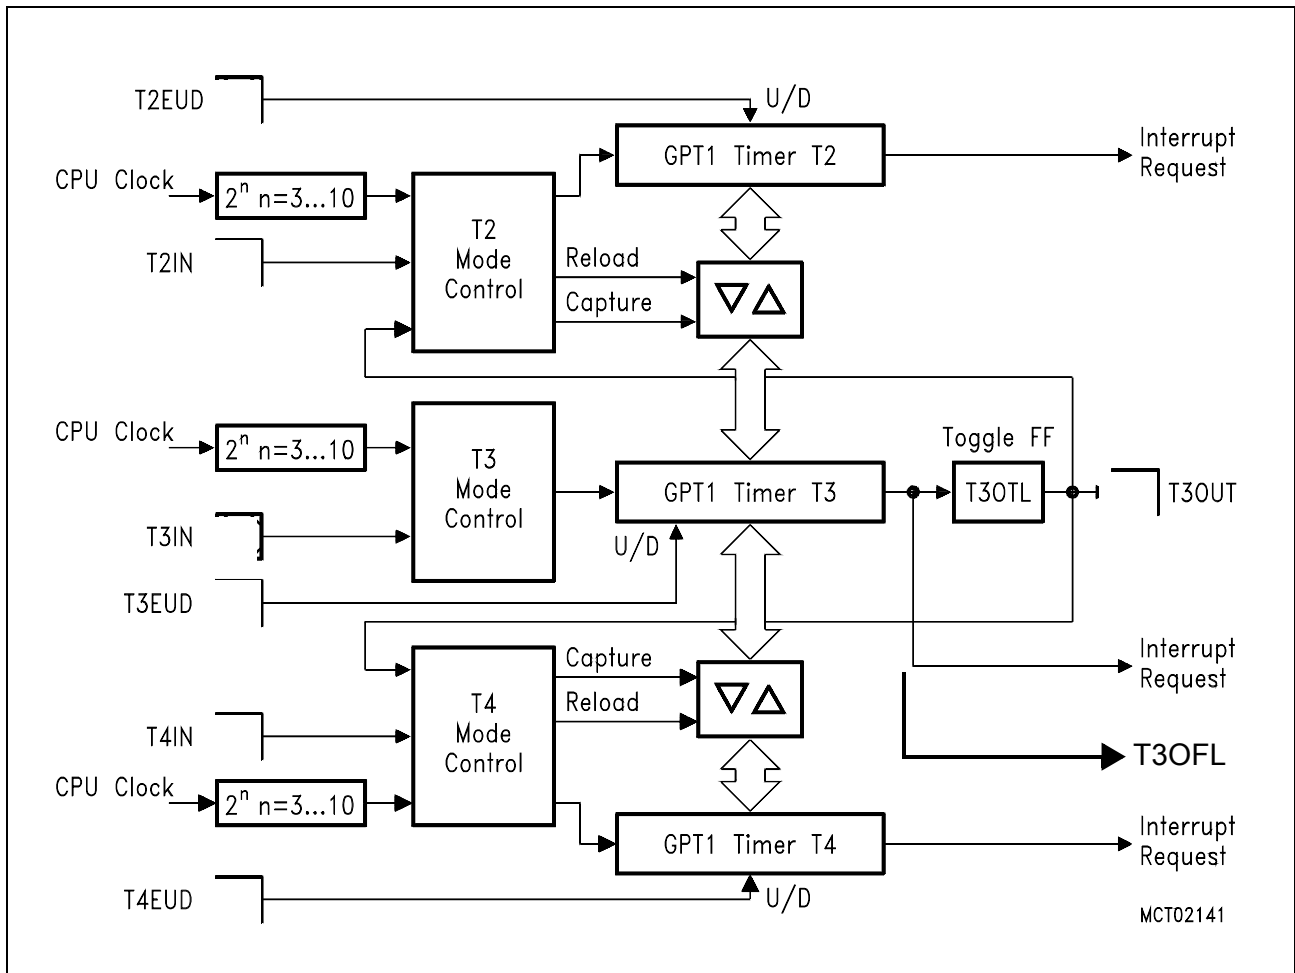 T2EUD
U/D
GPT1 Timer T2
Interrupt
Request
CPU Clock
2ⁿ n=3...10
T2
Mode
Control
T2IN
Reload
Capture
CPU Clock
2ⁿ n=3...10
T3
Mode
Control
Toggle FF
GPT1 Timer T3
T3OTL
T3OUT
T3IN
U/D
T3EUD
Interrupt
Request
Capture
Reload
T4
Mode
Control
T4IN
T3OFL
CPU Clock
2ⁿ n=3...10
GPT1 Timer T4
Interrupt
Request
T4EUD
U/D
MCT02141